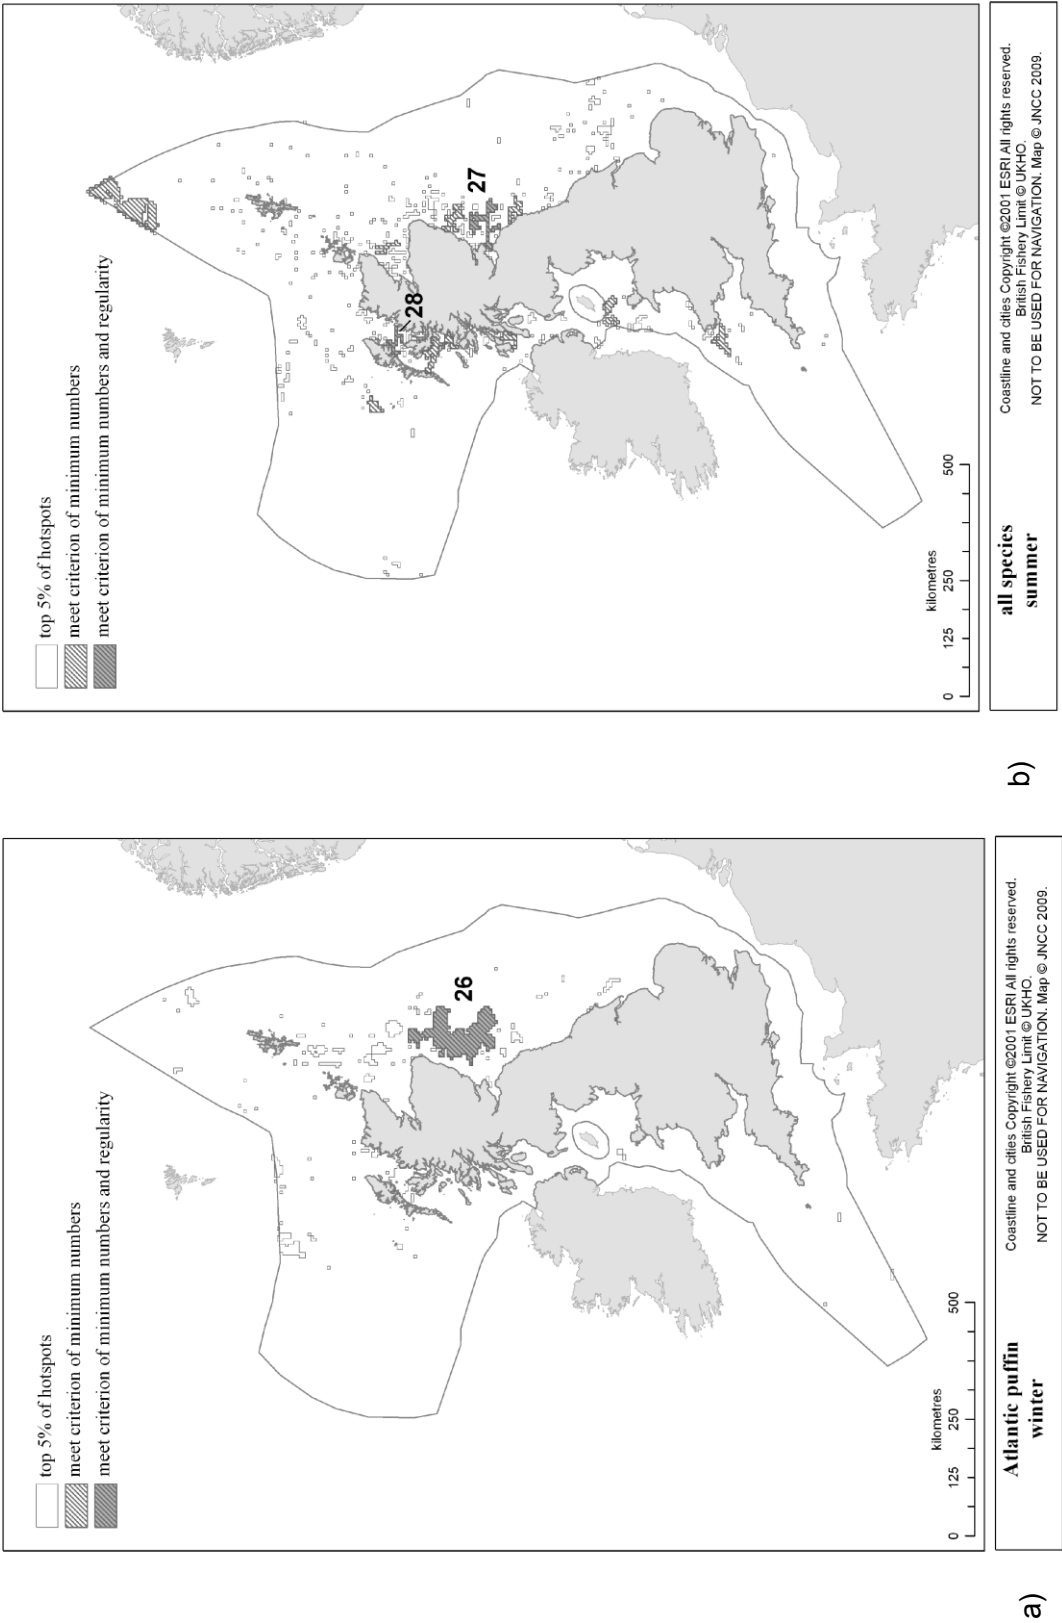 top 5% of hotspots
meet criterion of minimum numbers
meet criterion of minimum numbers and regularity
26
kilometres
0 125 250 500
Atlantic puffin
winter
Coastline and cities Copyright ©2001 ESRI All rights reserved.
British Fishery Limit © UKHO.
NOT TO BE USED FOR NAVIGATION. Map © JNCC 2009.
a)
top 5% of hotspots
meet criterion of minimum numbers
meet criterion of minimum numbers and regularity
28
27
kilometres
0 125 250 500
all species
summer
Coastline and cities Copyright ©2001 ESRI All rights reserved.
British Fishery Limit © UKHO.
NOT TO BE USED FOR NAVIGATION. Map © JNCC 2009.
b)